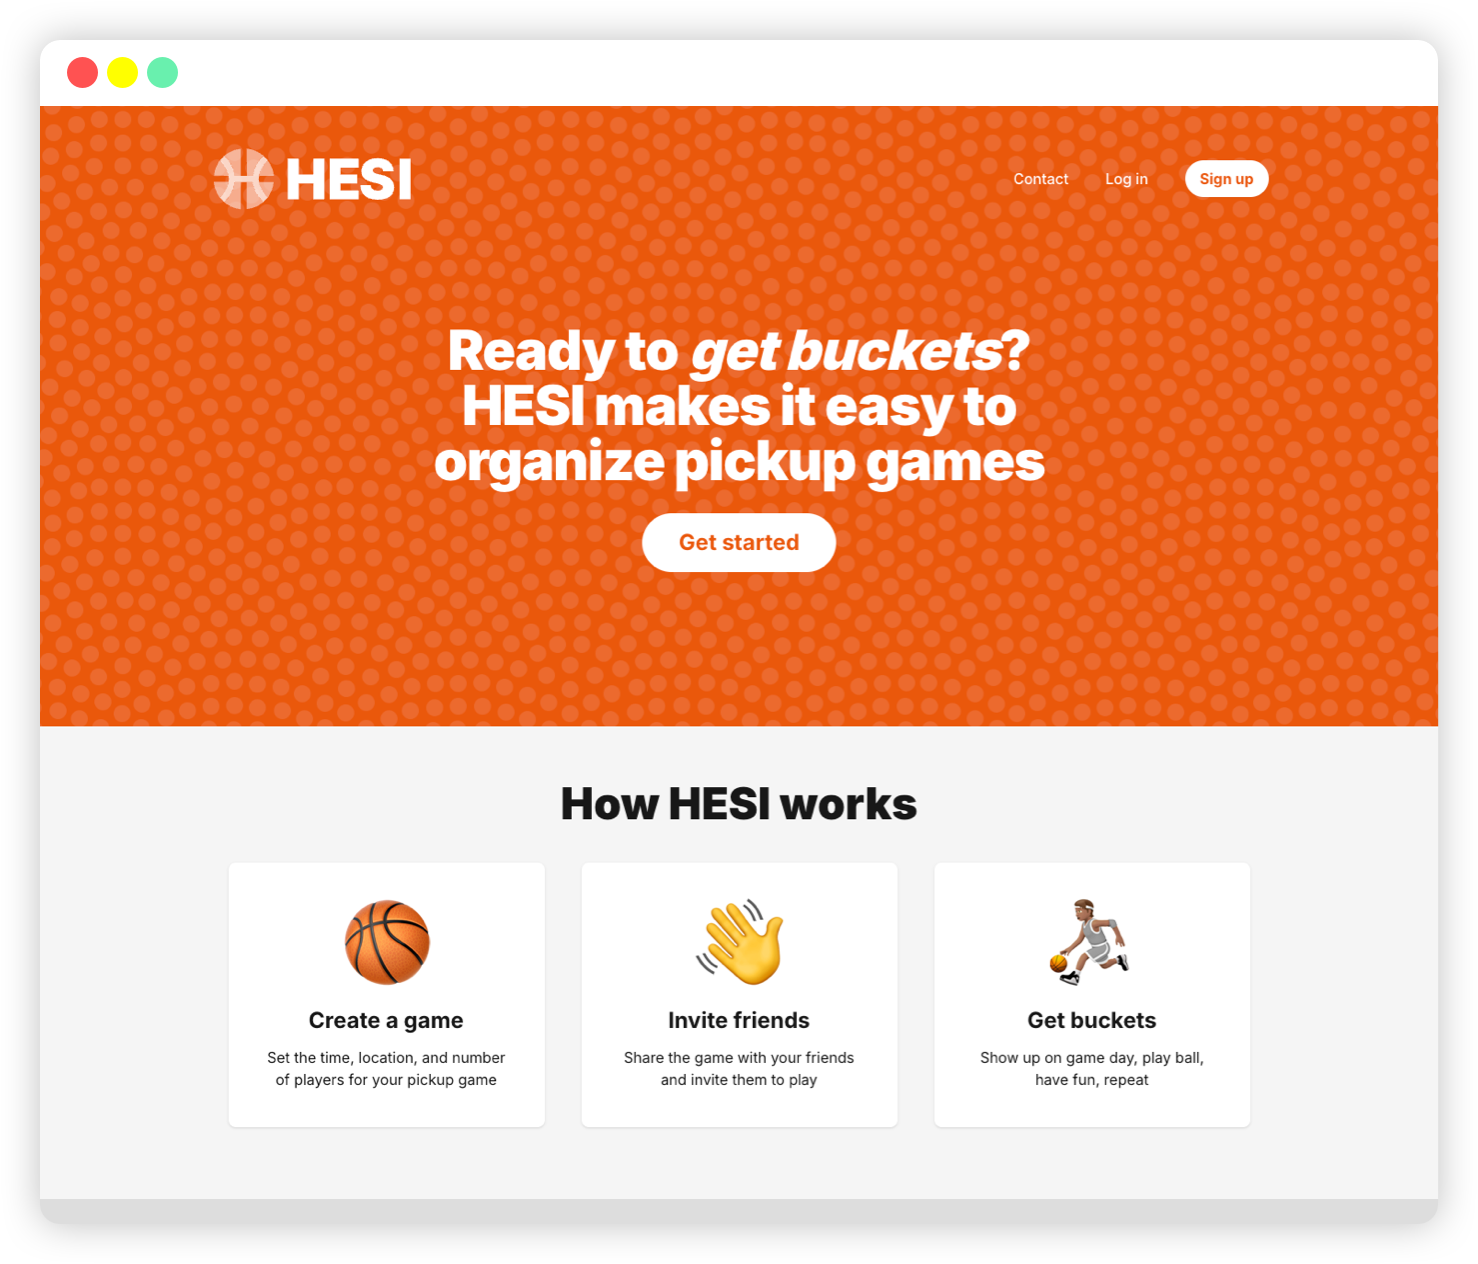 HESI
Contact
Log in
Sign up
Ready to get buckets?
HESI makes it easy to
organize pickup games
Get started
How HESI works
Create a game
Set the time, location, and number
of players for your pickup game
Invite friends
Share the game with your friends
and invite them to play
Get buckets
Show up on game day, play ball,
have fun, repeat